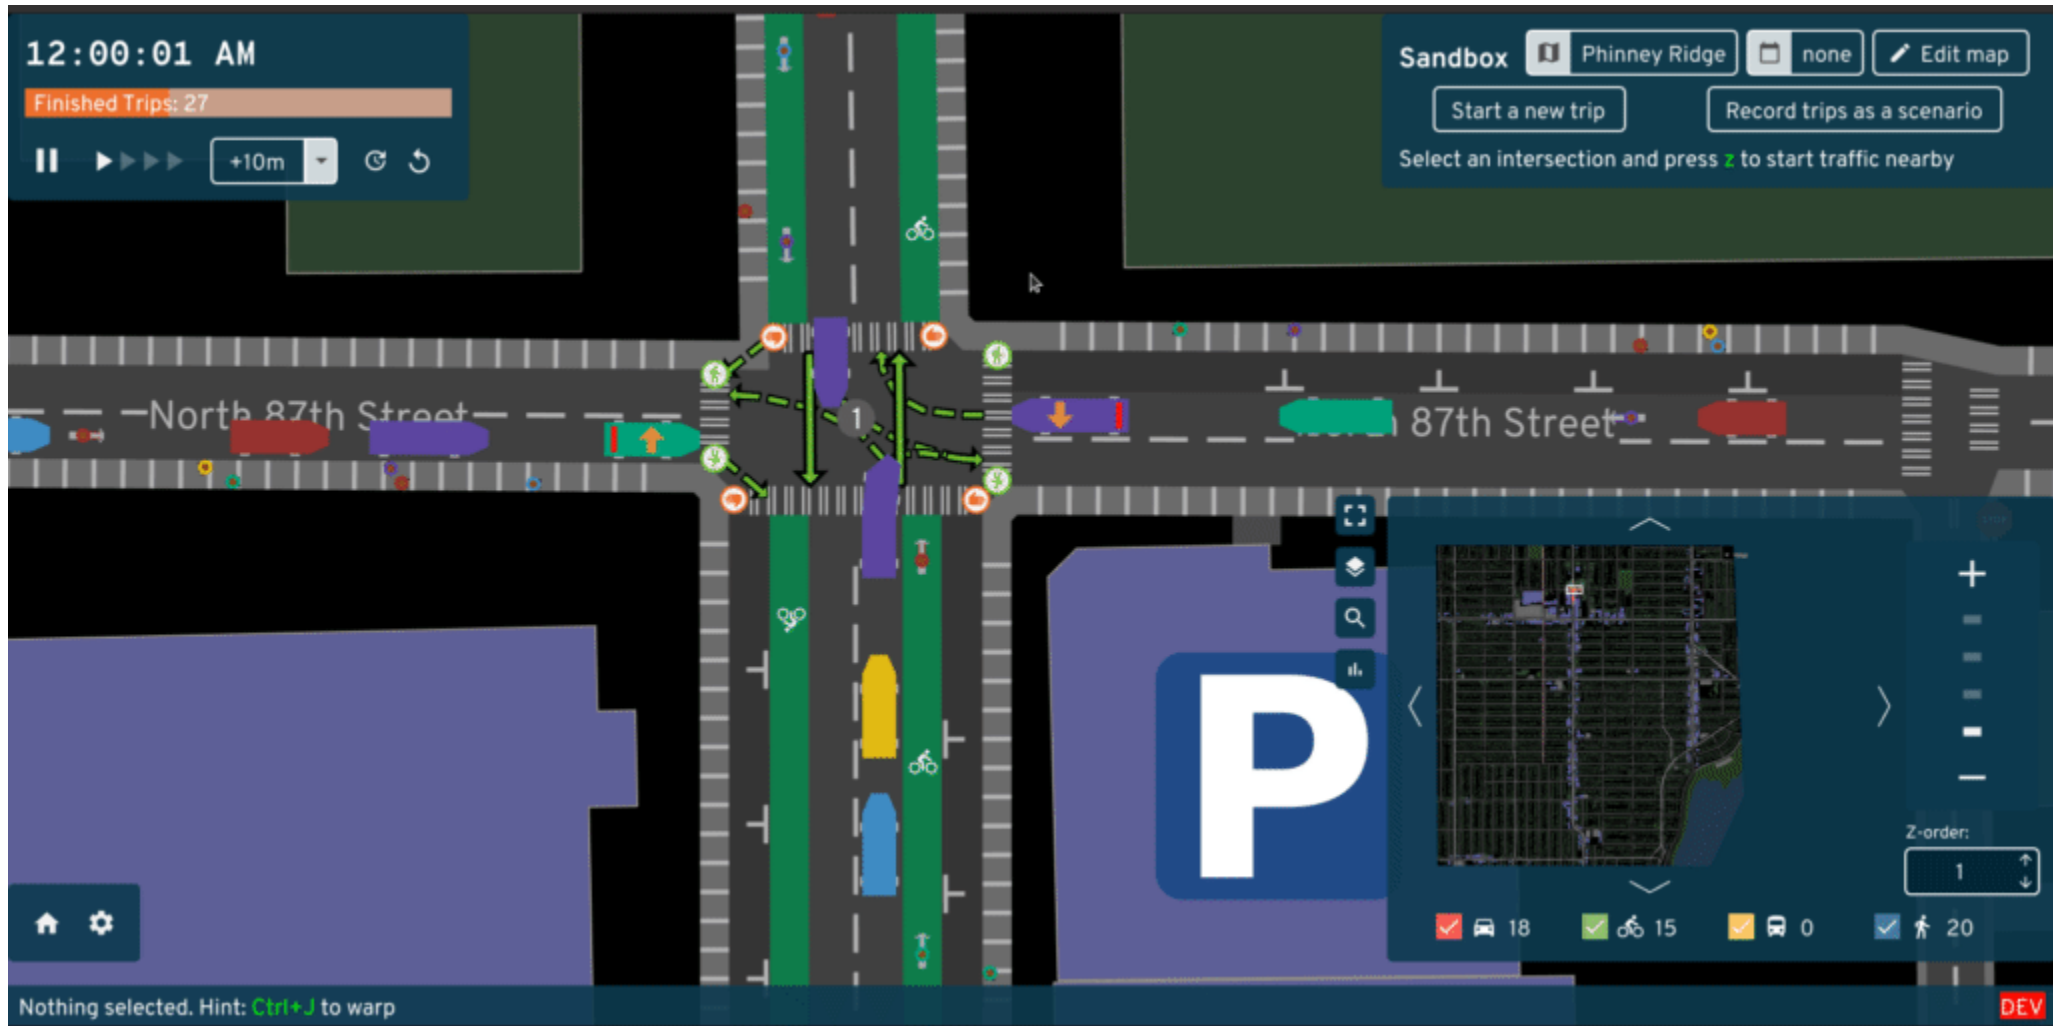 12:00:01 AM
Finished Trips: 27
+10m
Sandbox
Phinney Ridge
none
Edit map
Start a new trip
Record trips as a scenario
Select an intersection and press z to start traffic nearby
North 87th Street
87th Street
1
P
Z-order:
1
18
15
0
20
Nothing selected. Hint: Ctrl+J to warp
DEV